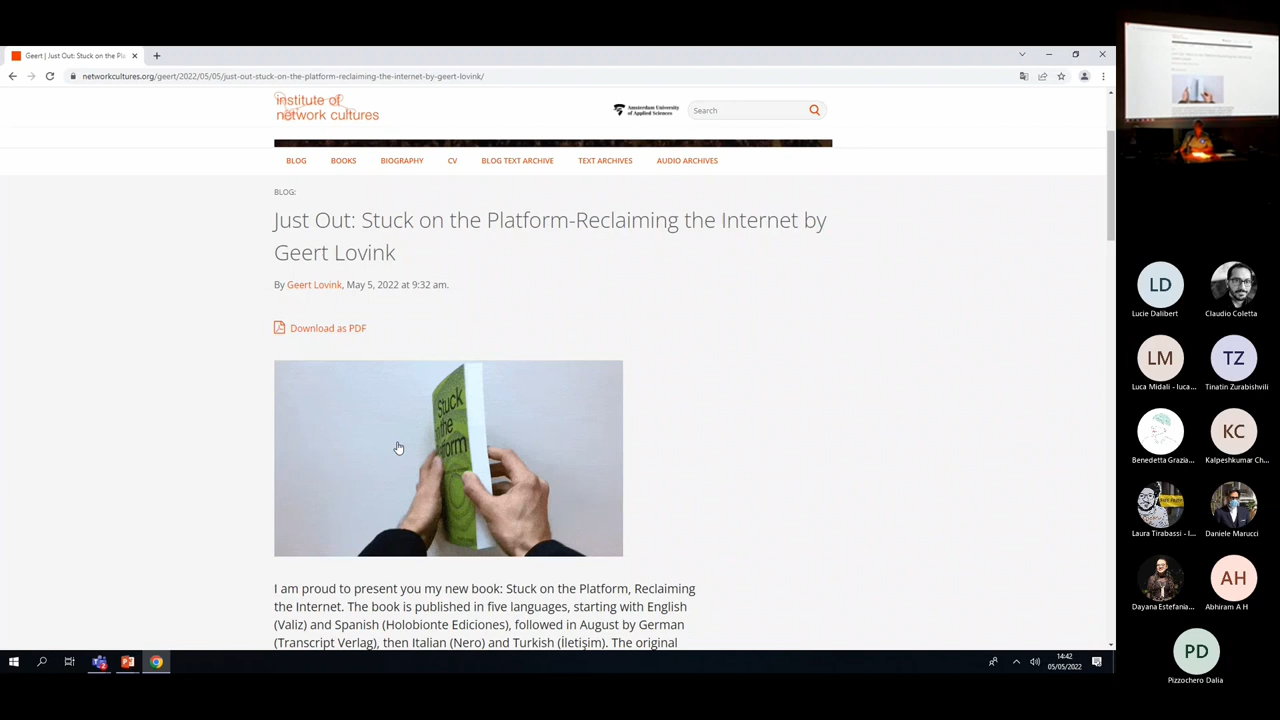 Geert | Just Out: Stuck on the Pl
networkcultures.org/geert/2022/05/05/just-out-stuck-on-the-platform-reclaiming-the-internet-by-geert-lovink/
institute of
network cultures
Amsterdam University
of Applied Sciences
Search
BLOG BOOKS BIOGRAPHY CV BLOG TEXT ARCHIVE TEXT ARCHIVES AUDIO ARCHIVES
BLOG:
Just Out: Stuck on the Platform-Reclaiming the Internet by
Geert Lovink
By Geert Lovink, May 5, 2022 at 9:32 am.
Download as PDF
Stuck
on the
tform
I am proud to present you my new book: Stuck on the Platform, Reclaiming
the Internet. The book is published in five languages, starting with English
(Valiz) and Spanish (Holobionte Ediciones), followed in August by German
(Transcript Verlag), then Italian (Nero) and Turkish (İletişim). The original
14:42
05/05/2022
LD
Lucie Dalibert
Claudio Coletta
LM
Luca Midali - luca...
TZ
Tinatin Zurabishvili
Benedetta Grazia...
KC
Kalpeshkumar Ch...
Laura Tirabassi - l...
Daniele Marucci
Dayana Estefania...
AH
Abhiram A H
PD
Pizzochero Dalia